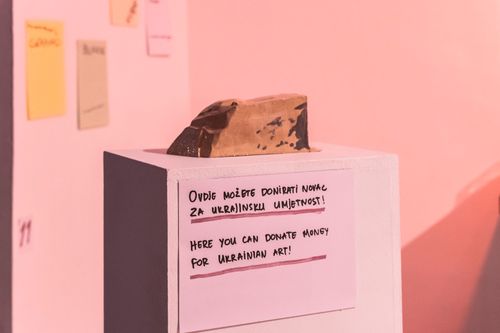 OVDJE MOŽETE DONIRATI NOVAC
ZA UKRAJINSKU UMJETNOST!
HERE YOU CAN DONATE MONEY
FOR UKRAINIAN ART!